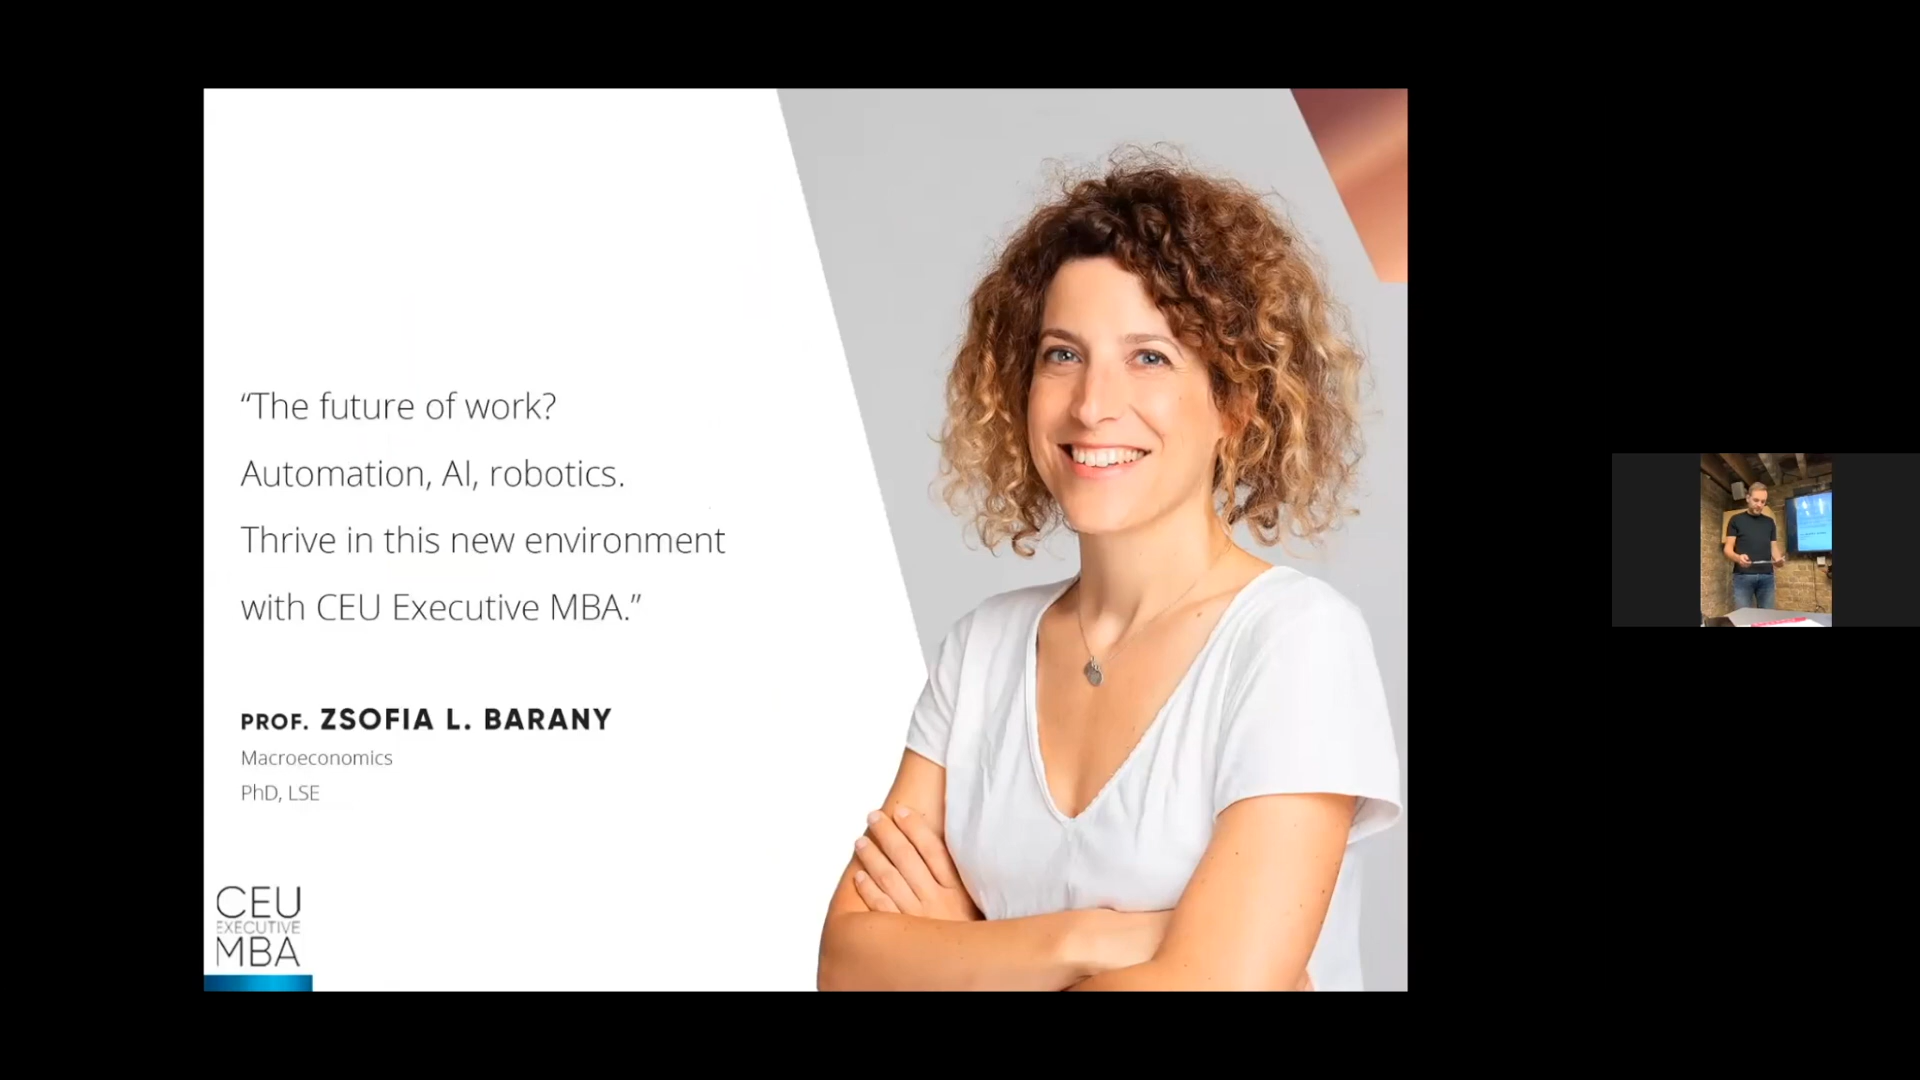 “The future of work?
Automation, AI, robotics.
Thrive in this new environment
with CEU Executive MBA.”
PROF. ZSOFIA L. BARANY
Macroeconomics
PhD, LSE
CEU
EXECUTIVE
MBA